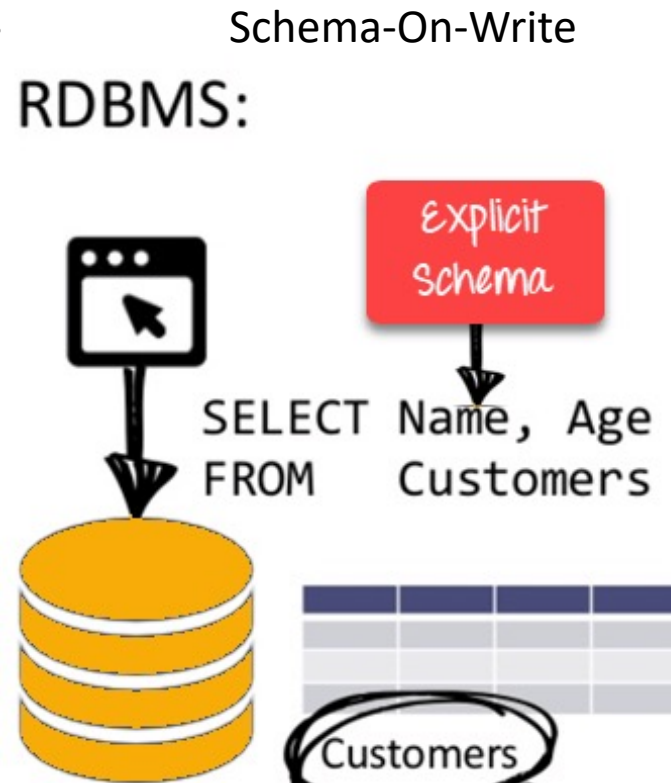 Schema-On-Write
RDBMS:
Explicit
Schema
SELECT Name, Age
FROM Customers
Customers